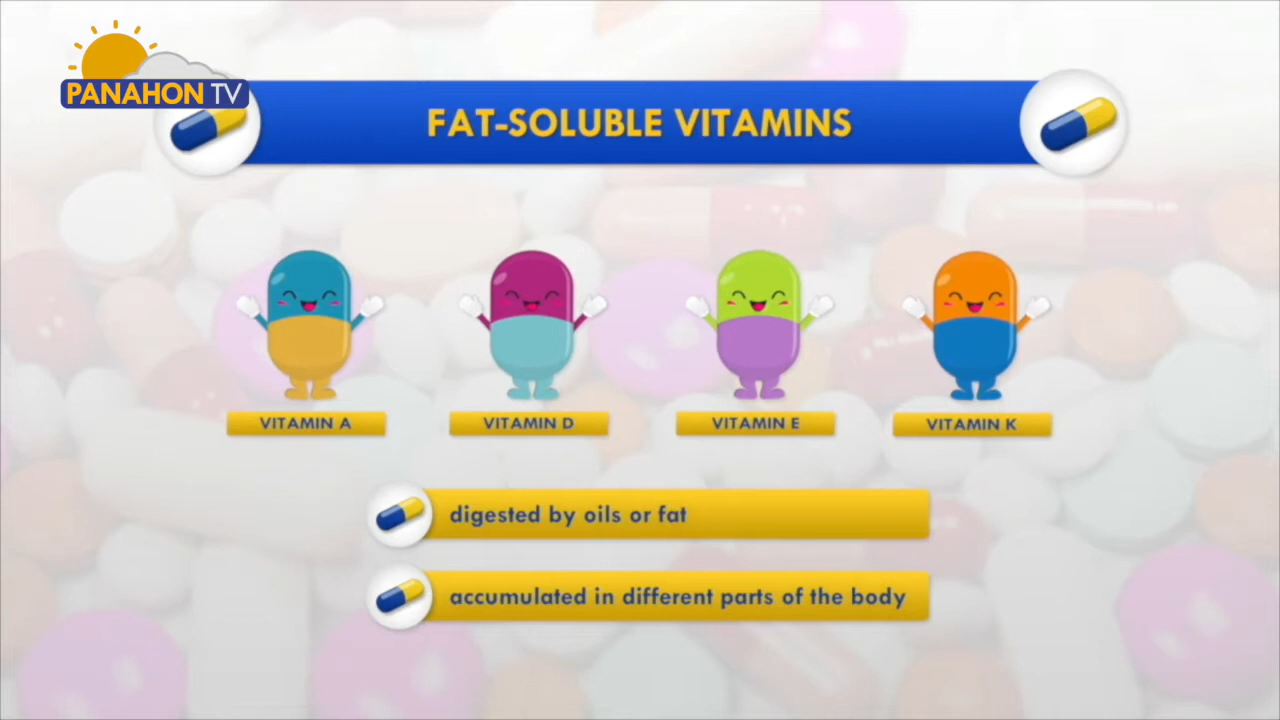 PANAHON TV
FAT-SOLUBLE VITAMINS
VITAMIN A
VITAMIN D
VITAMIN E
VITAMIN K
digested by oils or fat
accumulated in different parts of the body